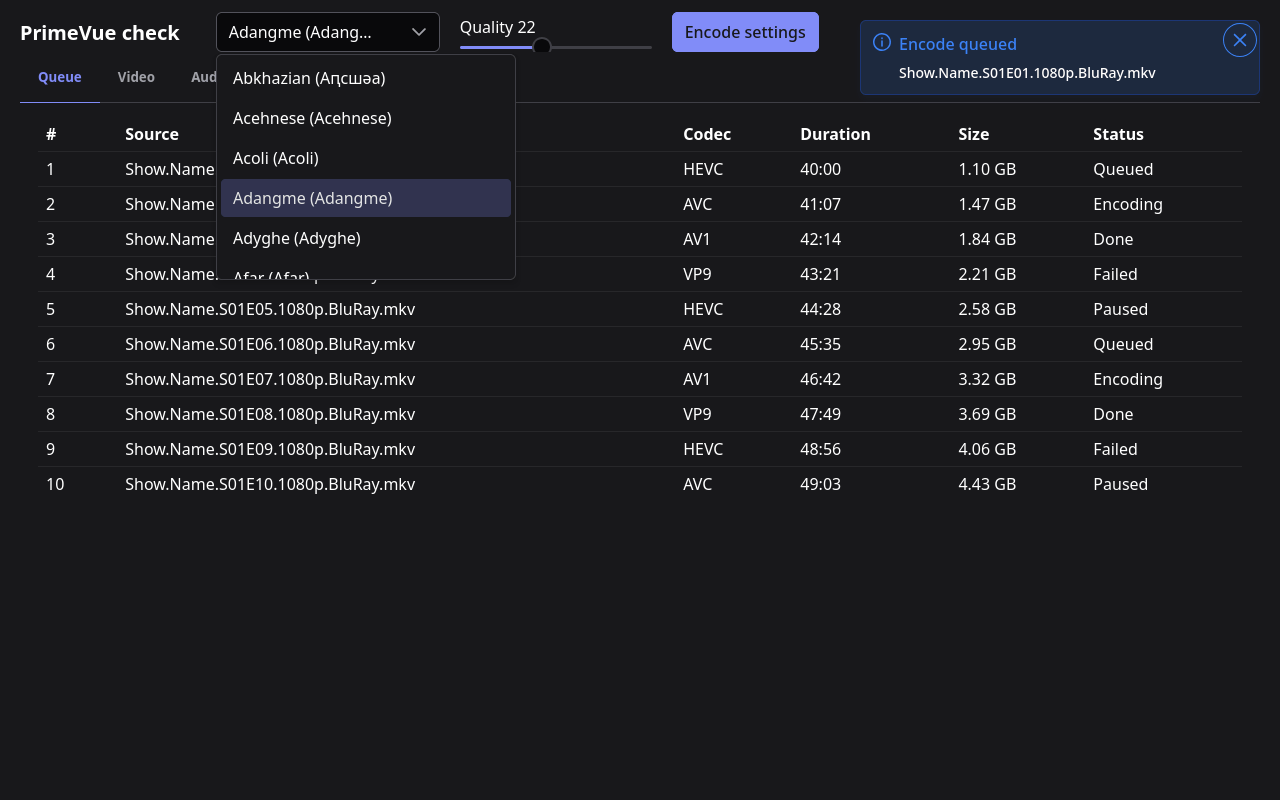 PrimeVue check
Adangme (Adang...
Quality 22
Encode settings
Encode queued
Show.Name.S01E01.1080p.BluRay.mkv
Queue
Video
Aud
Abkhazian (Аҧсшәа)
Acehnese (Acehnese)
Acoli (Acoli)
Adangme (Adangme)
Adyghe (Adyghe)
Afar (Afar)
# Source Codec Duration Size Status
1 Show.Name HEVC 40:00 1.10 GB Queued
2 Show.Name AVC 41:07 1.47 GB Encoding
3 Show.Name AV1 42:14 1.84 GB Done
4 Show.Name VP9 43:21 2.21 GB Failed
5 Show.Name.S01E05.1080p.BluRay.mkv HEVC 44:28 2.58 GB Paused
6 Show.Name.S01E06.1080p.BluRay.mkv AVC 45:35 2.95 GB Queued
7 Show.Name.S01E07.1080p.BluRay.mkv AV1 46:42 3.32 GB Encoding
8 Show.Name.S01E08.1080p.BluRay.mkv VP9 47:49 3.69 GB Done
9 Show.Name.S01E09.1080p.BluRay.mkv HEVC 48:56 4.06 GB Failed
10 Show.Name.S01E10.1080p.BluRay.mkv AVC 49:03 4.43 GB Paused